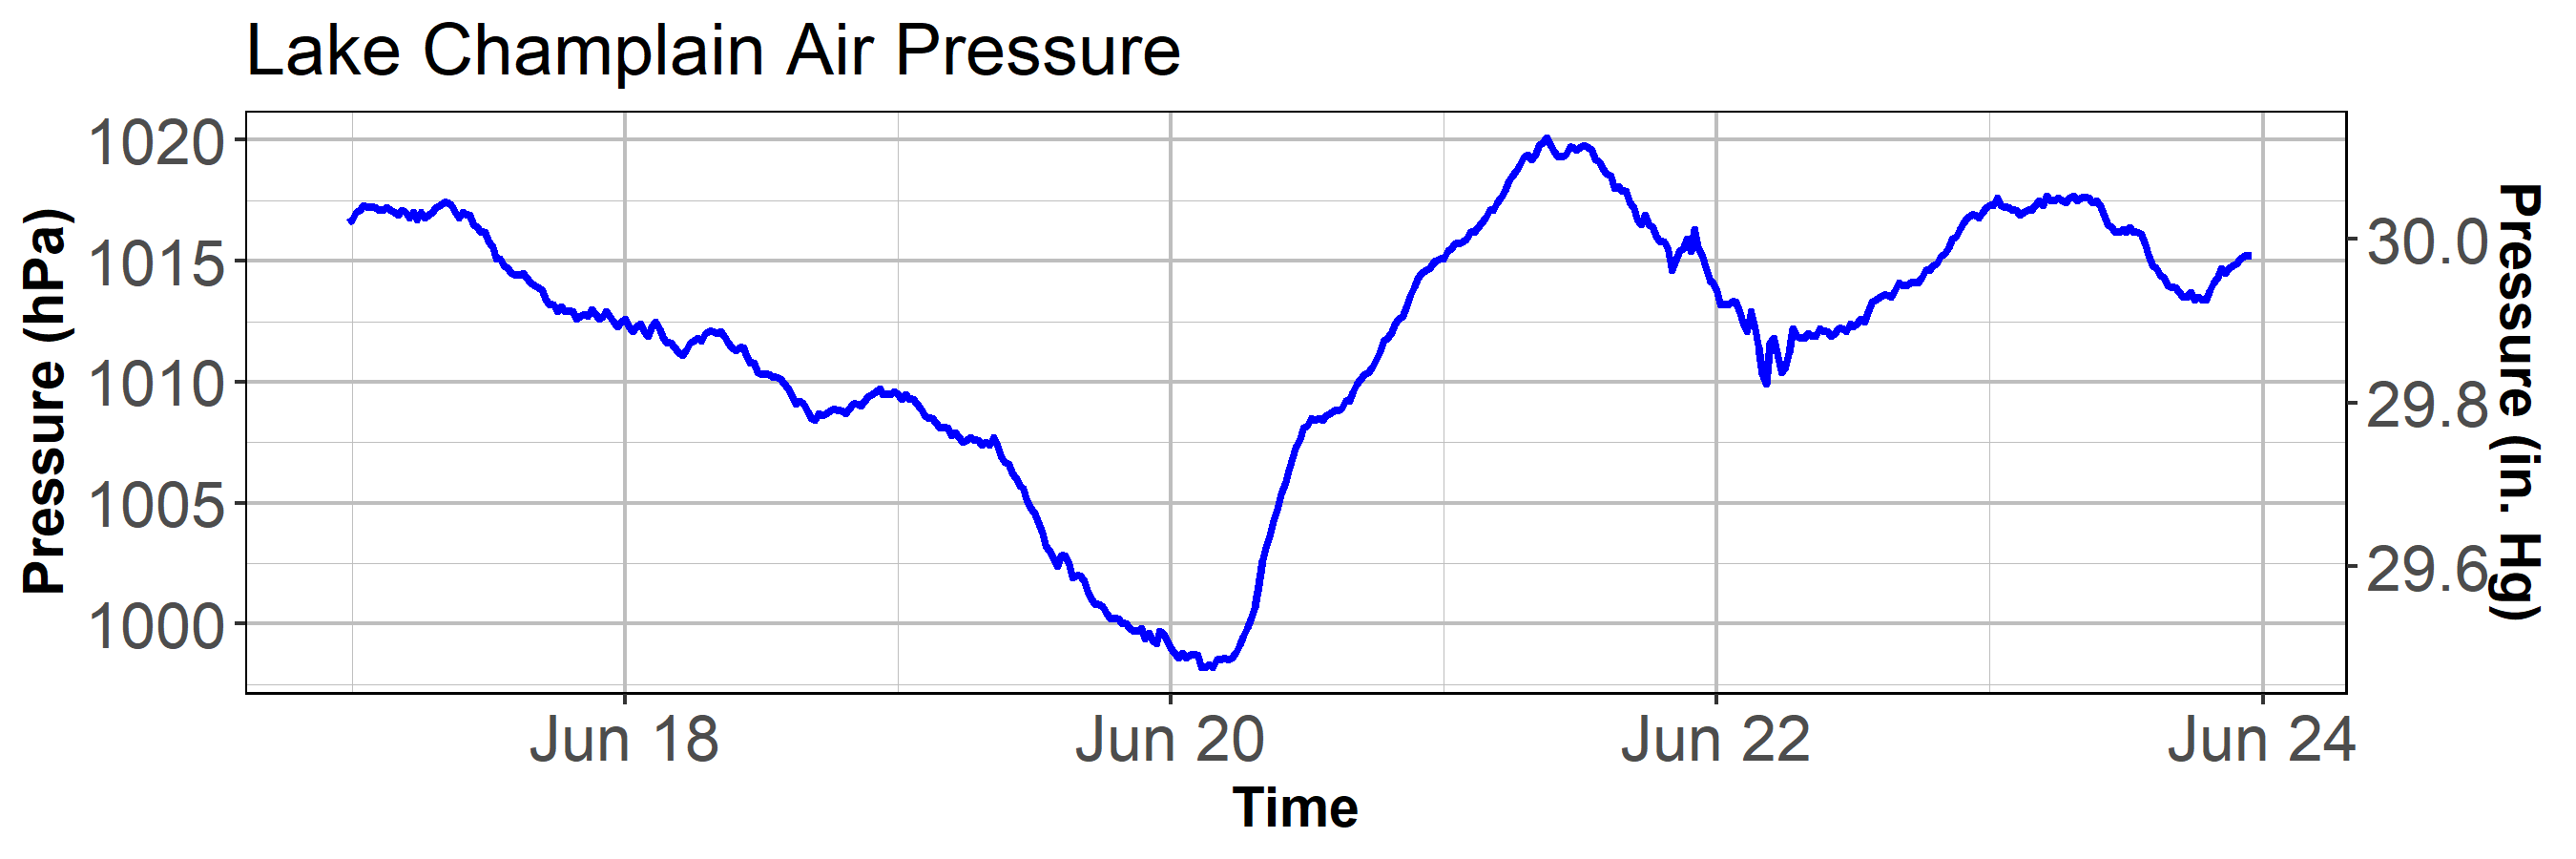 Lake Champlain Air Pressure
Pressure (hPa)
1020
1015
1010
1005
1000
30.0
29.8
29.6
Pressure (in. Hg)
Jun 18 Jun 20 Jun 22 Jun 24
Time